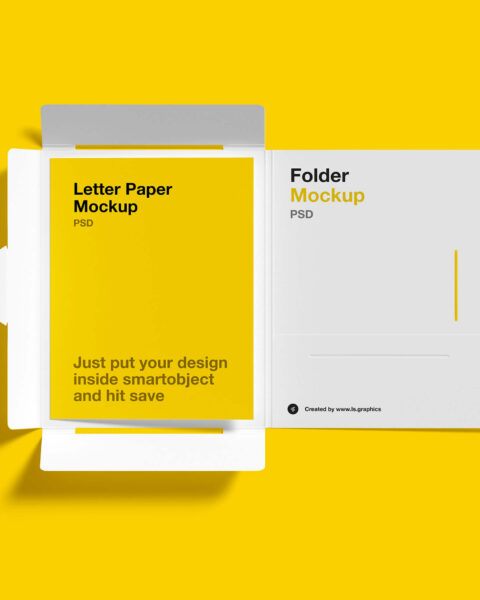 Letter Paper
Mockup
PSD
Just put your design
inside smartobject
and hit save
Folder
Mockup
PSD
Created by www.ls.graphics